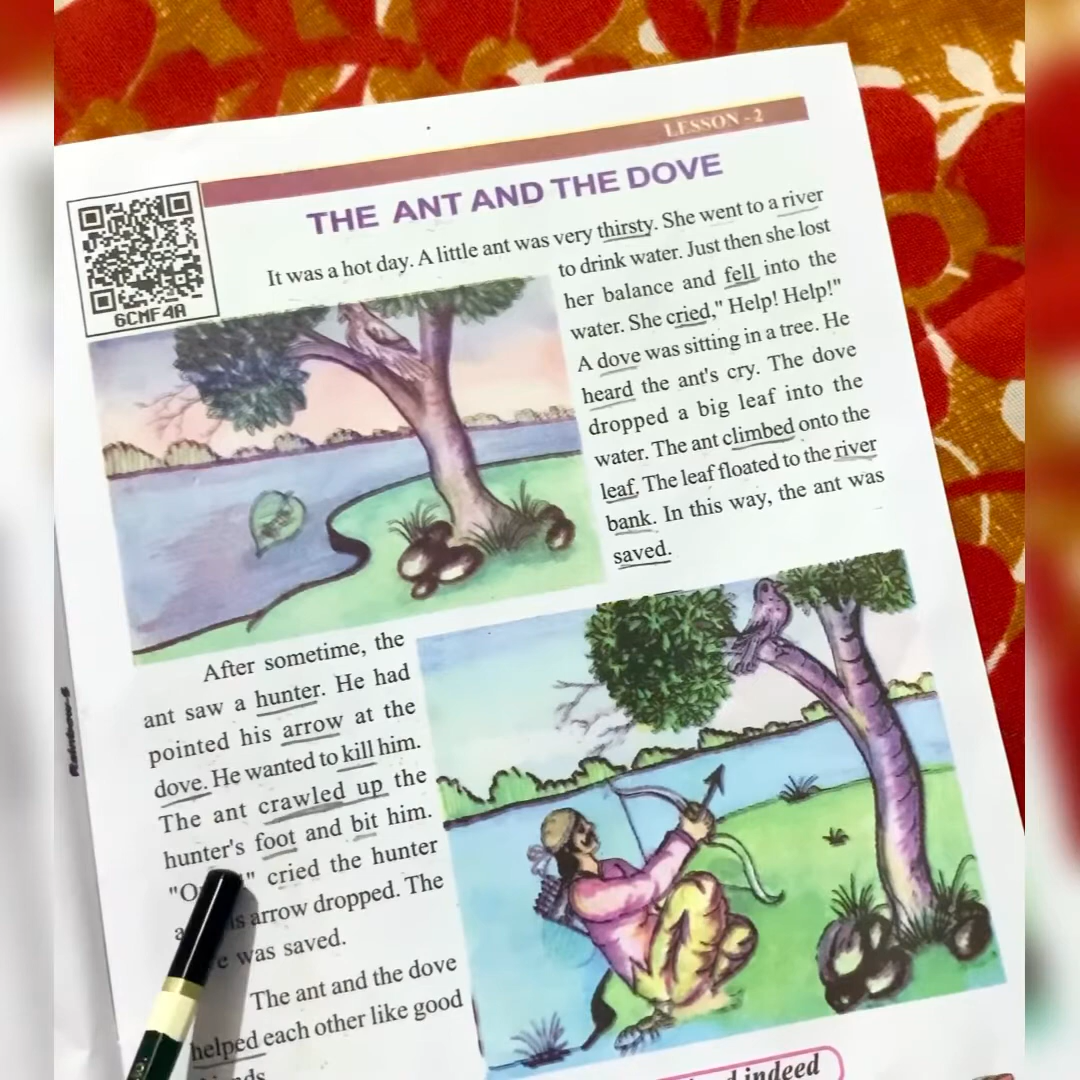 LESSON - 2
THE ANT AND THE DOVE
6CMF4A
It was a hot day. A little ant was very thirsty. She went to a river
to drink water. Just then she lost
her balance and fell into the
water. She cried," Help! Help!"
A dove was sitting in a tree. He
heard the ant's cry. The dove
dropped a big leaf into the
water. The ant climbed onto the
leaf. The leaf floated to the river
bank. In this way, the ant was
saved.
After sometime, the
ant saw a hunter. He had
pointed his arrow at the
dove. He wanted to kill him.
The ant crawled up the
hunter's foot and bit him.
cried the hunter
arrow dropped. The
was saved.
The ant and the dove
helped each other like good
indeed